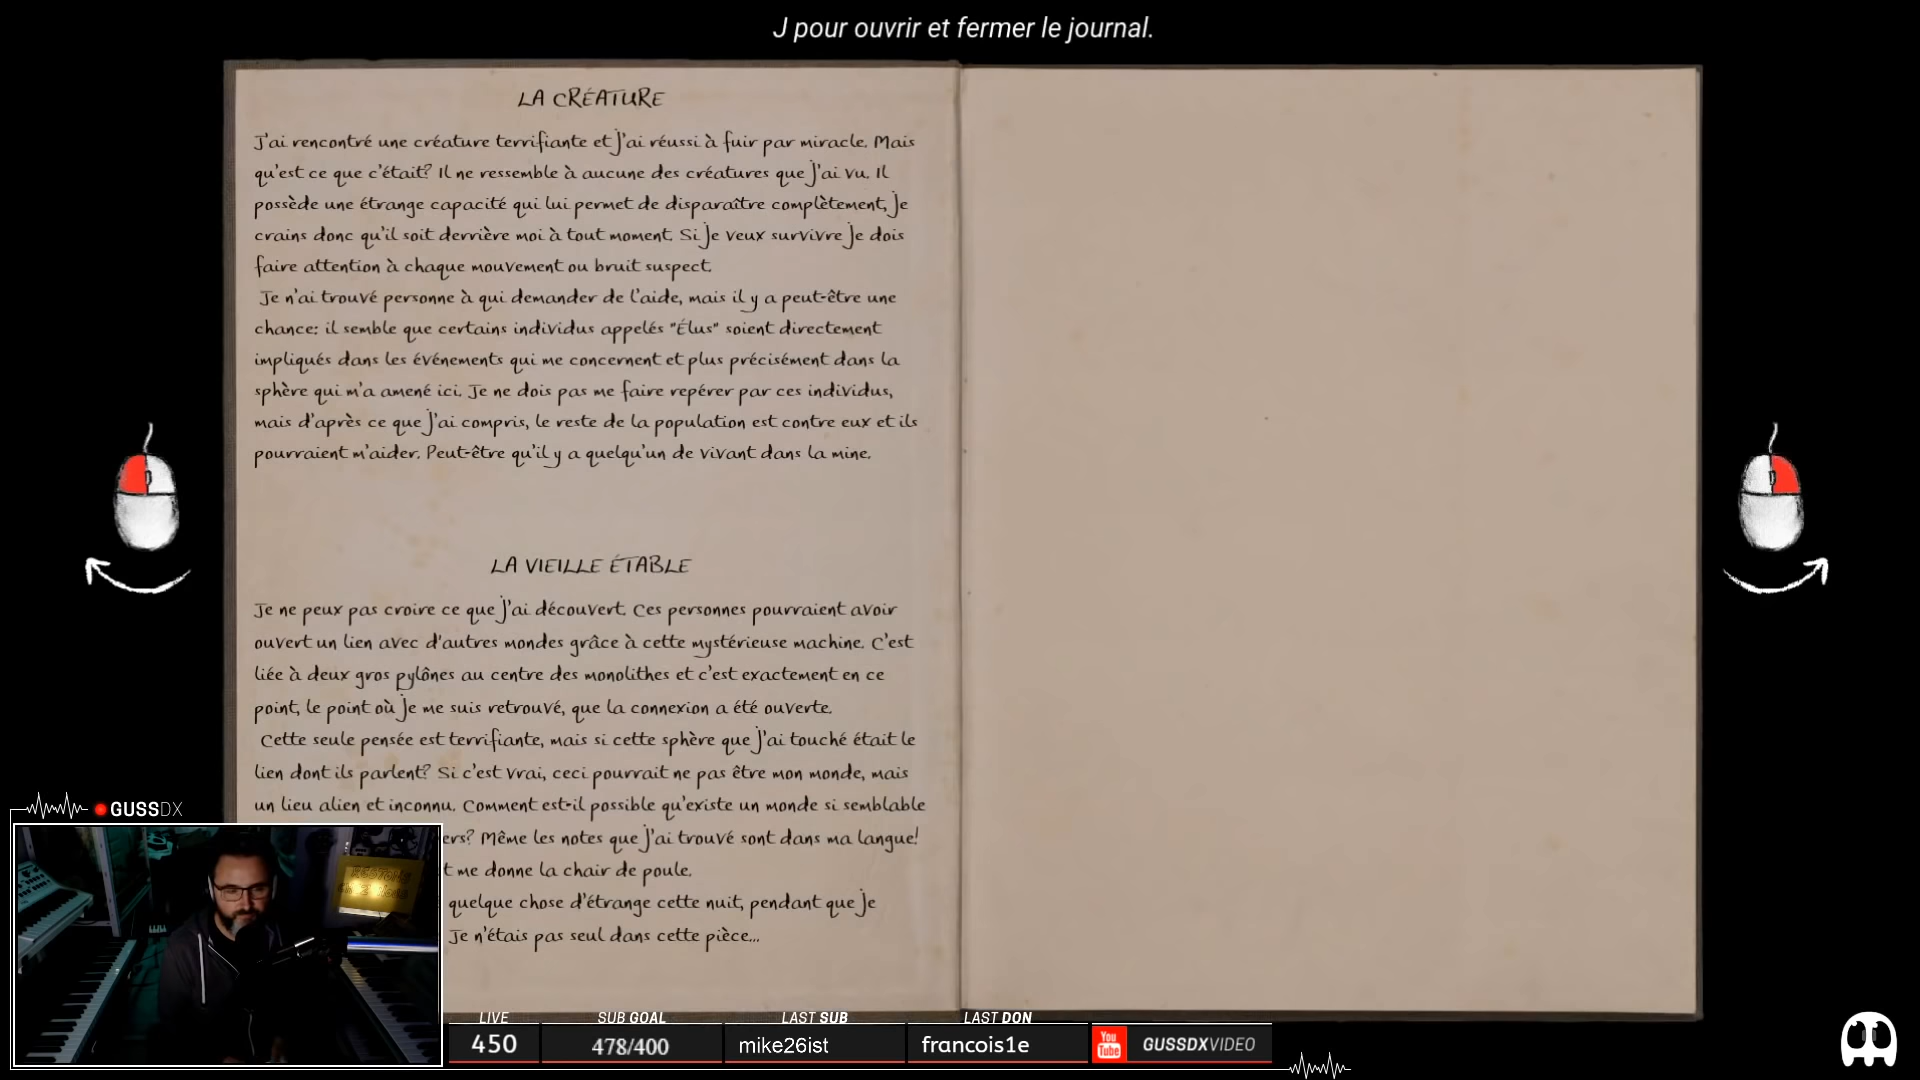 J pour ouvrir et fermer le journal.
LA CRÉATURE
J'ai rencontré une créature terrifiante et j'ai réussi à fuir par miracle. Mais
qu'est ce que c'était? Il ne ressemble à aucune des créatures que j'ai vu. Il
possède une étrange capacité qui lui permet de disparaître complètement, je
crains donc qu'il soit derrière moi à tout moment. Si je veux survivre je dois
faire attention à chaque mouvement ou bruit suspect.
Je n'ai trouvé personne à qui demander de l'aide, mais il y a peut-être une
chance: il semble que certains individus appelés "Élus" soient directement
impliqués dans les événements qui me concernent et plus précisément dans la
sphère qui m'a amené ici. Je ne dois pas me faire repérer par ces individus,
mais d'après ce que j'ai compris, le reste de la population est contre eux et ils
pourraient m'aider. Peut-être qu'il y a quelqu'un de vivant dans la mine.
LA VIEILLE ÉTABLE
Je ne peux pas croire ce que j'ai découvert. Ces personnes pourraient avoir
ouvert un lien avec d'autres mondes grâce à cette mystérieuse machine. C'est
liée à deux gros pylônes au centre des monolithes et c'est exactement en ce
point, le point où je me suis retrouvé, que la connexion a été ouverte.
Cette seule pensée est terrifiante, mais si cette sphère que j'ai touché était le
lien dont ils parlent? Si c'est vrai, ceci pourrait ne pas être mon monde, mais
un lieu alien et inconnu. Comment est-il possible qu'existe un monde si semblable
ers? Même les notes que j'ai trouvé sont dans ma langue!
t me donne la chair de poule.
quelque chose d'étrange cette nuit, pendant que je
Je n'étais pas seul dans cette pièce...
GUSSDX
LIVE SUB GOAL LAST SUB LAST DON
450 478/400 mike26ist francois1e You Tube GUSSDXVIDEO